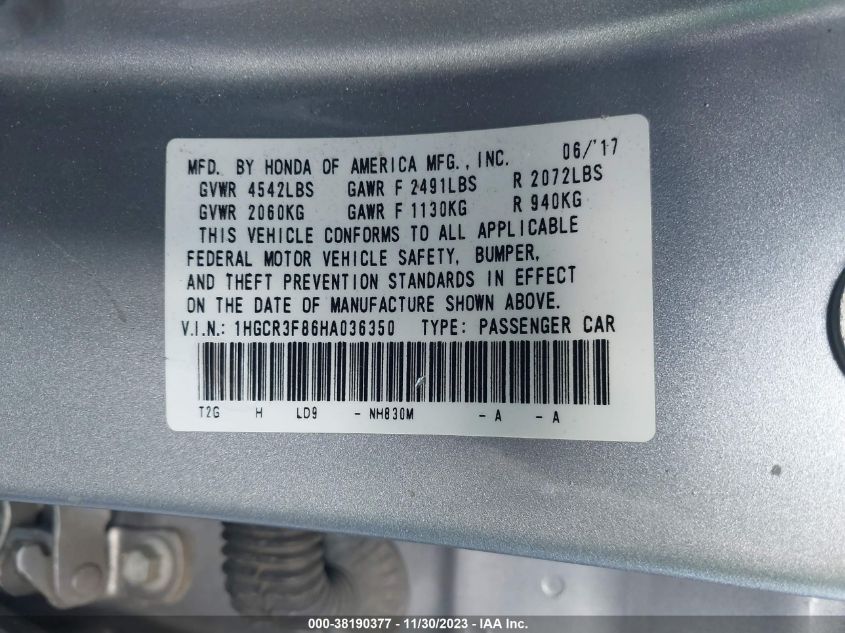 MFD. BY HONDA OF AMERICA MFG., INC. 06/'17
GVWR 4542LBS GAWR F 2491LBS R 2072LBS
GVWR 2060KG GAWR F 1130KG R 940KG
THIS VEHICLE CONFORMS TO ALL APPLICABLE
FEDERAL MOTOR VEHICLE SAFETY, BUMPER,
AND THEFT PREVENTION STANDARDS IN EFFECT
ON THE DATE OF MANUFACTURE SHOWN ABOVE.
V.I.N.: 1HGCR3F86HA036350 TYPE: PASSENGER CAR
T2G H LD9 - NH830M - A - A
000-38190377 - 11/30/2023 - IAA Inc.